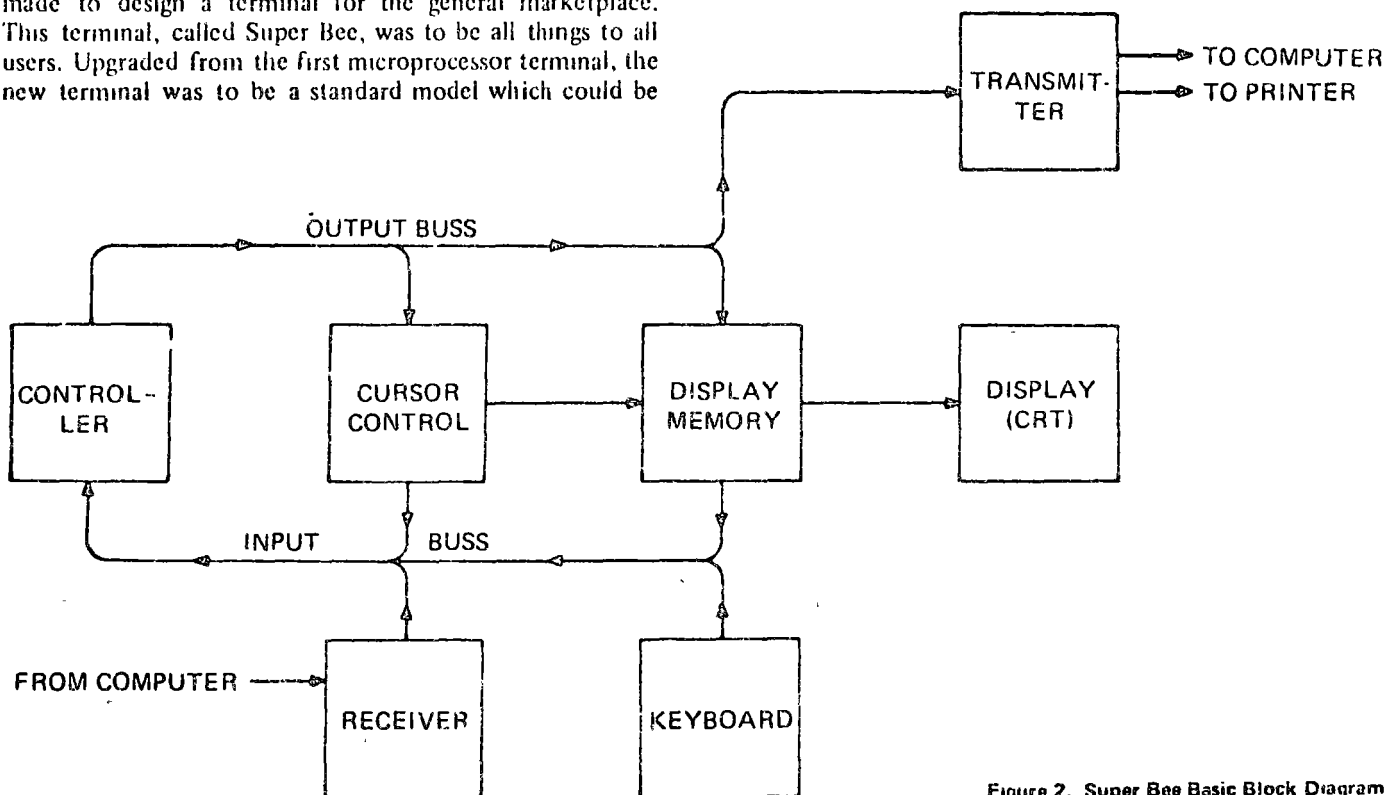 made to design a terminal for the general marketplace.
This terminal, called Super Bee, was to be all things to all
users. Upgraded from the first microprocessor terminal, the
new terminal was to be a standard model which could be
TRANSMIT-
TER
TO COMPUTER
TO PRINTER
OUTPUT BUSS
CONTROL-
LER
CURSOR
CONTROL
DISPLAY
MEMORY
DISPLAY
(CRT)
INPUT BUSS
FROM COMPUTER
RECEIVER
KEYBOARD
Figure 2. Super Bee Basic Block Diagram